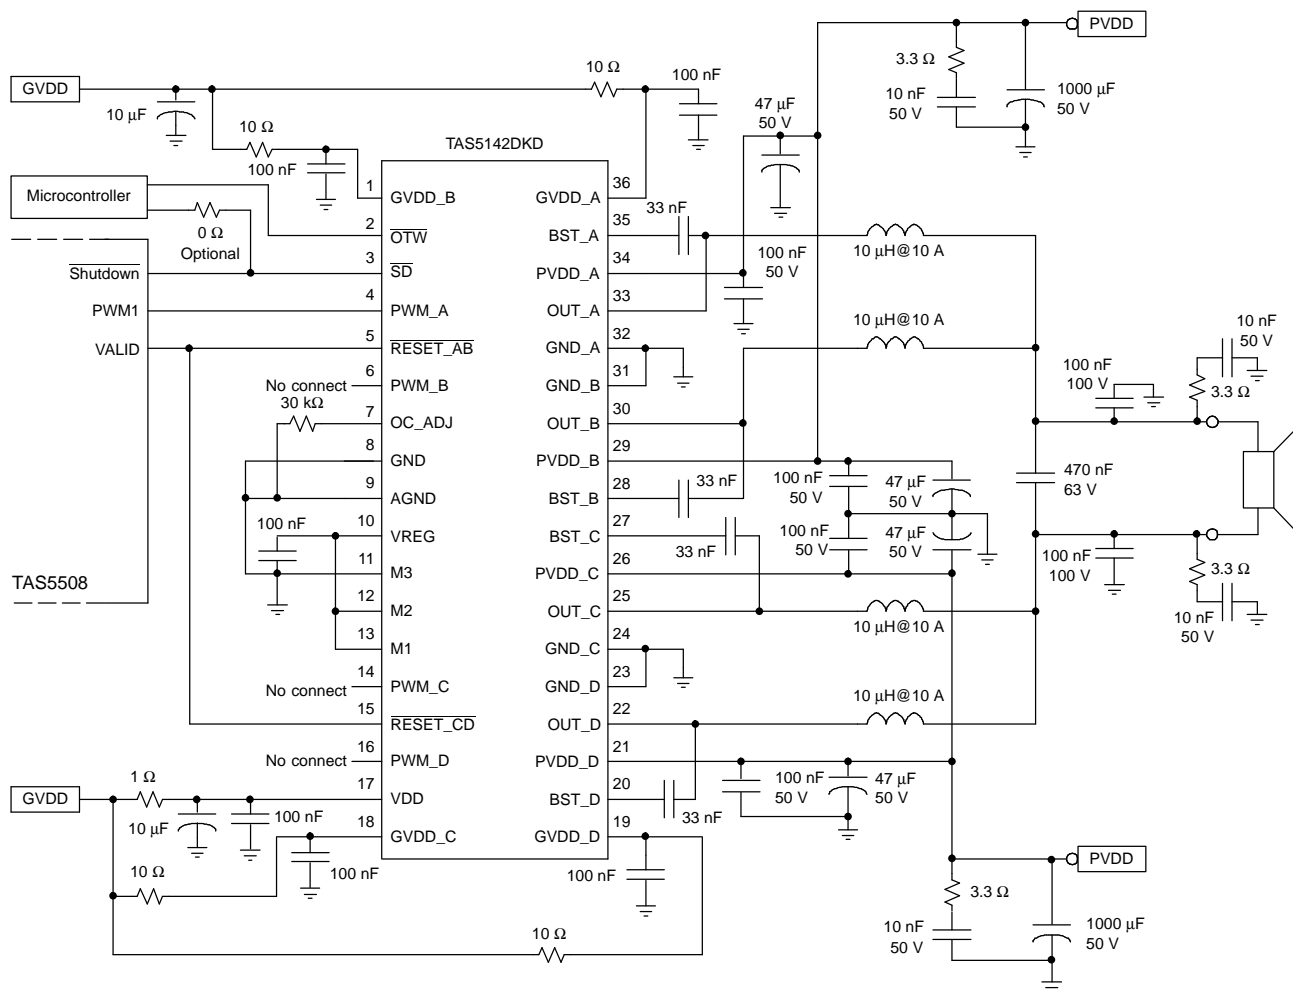 PVDD
3.3 Ω
10 nF
50 V
1000 µF
50 V
GVDD
10 µF
10 Ω
100 nF
10 Ω
100 nF
47 µF
50 V
TAS5142DKD
Microcontroller
0 Ω
Optional
TAS5508
Shutdown
PWM1
VALID
No connect
30 kΩ
100 nF
No connect
No connect
1 GVDD_B
2 OTW
3 SD
4 PWM_A
5 RESET_AB
6 PWM_B
7 OC_ADJ
8 GND
9 AGND
10 VREG
11 M3
12 M2
13 M1
14 PWM_C
15 RESET_CD
16 PWM_D
17 VDD
18 GVDD_C
GVDD_A 36
BST_A 35
PVDD_A 34
OUT_A 33
GND_A 32
GND_B 31
OUT_B 30
PVDD_B 29
BST_B 28
BST_C 27
PVDD_C 26
OUT_C 25
GND_C 24
GND_D 23
OUT_D 22
PVDD_D 21
BST_D 20
GVDD_D 19
33 nF
100 nF
50 V
10 µH@10 A
10 µH@10 A
33 nF
33 nF
100 nF
50 V
47 µF
50 V
100 nF
50 V
47 µF
50 V
10 µH@10 A
10 µH@10 A
100 nF
100 V
10 nF
50 V
3.3 Ω
470 nF
63 V
100 nF
100 V
3.3 Ω
10 nF
50 V
100 nF
50 V
47 µF
50 V
33 nF
GVDD
1 Ω
10 µF
100 nF
10 Ω
100 nF
100 nF
10 Ω
PVDD
3.3 Ω
10 nF
50 V
1000 µF
50 V